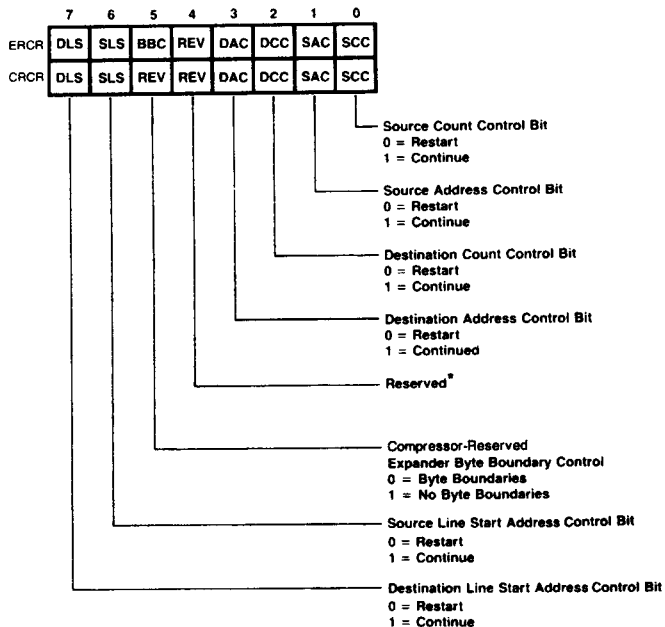 7 6 5 4 3 2 1 0
ERCR DLS SLS BBC REV DAC DCC SAC SCC
CRCR DLS SLS REV REV DAC DCC SAC SCC
Source Count Control Bit
0 = Restart
1 = Continue
Source Address Control Bit
0 = Restart
1 = Continue
Destination Count Control Bit
0 = Restart
1 = Continue
Destination Address Control Bit
0 = Restart
1 = Continued
Reserved*
Compressor-Reserved
Expander Byte Boundary Control
0 = Byte Boundaries
1 = No Byte Boundaries
Source Line Start Address Control Bit
0 = Restart
1 = Continue
Destination Line Start Address Control Bit
0 = Restart
1 = Continue